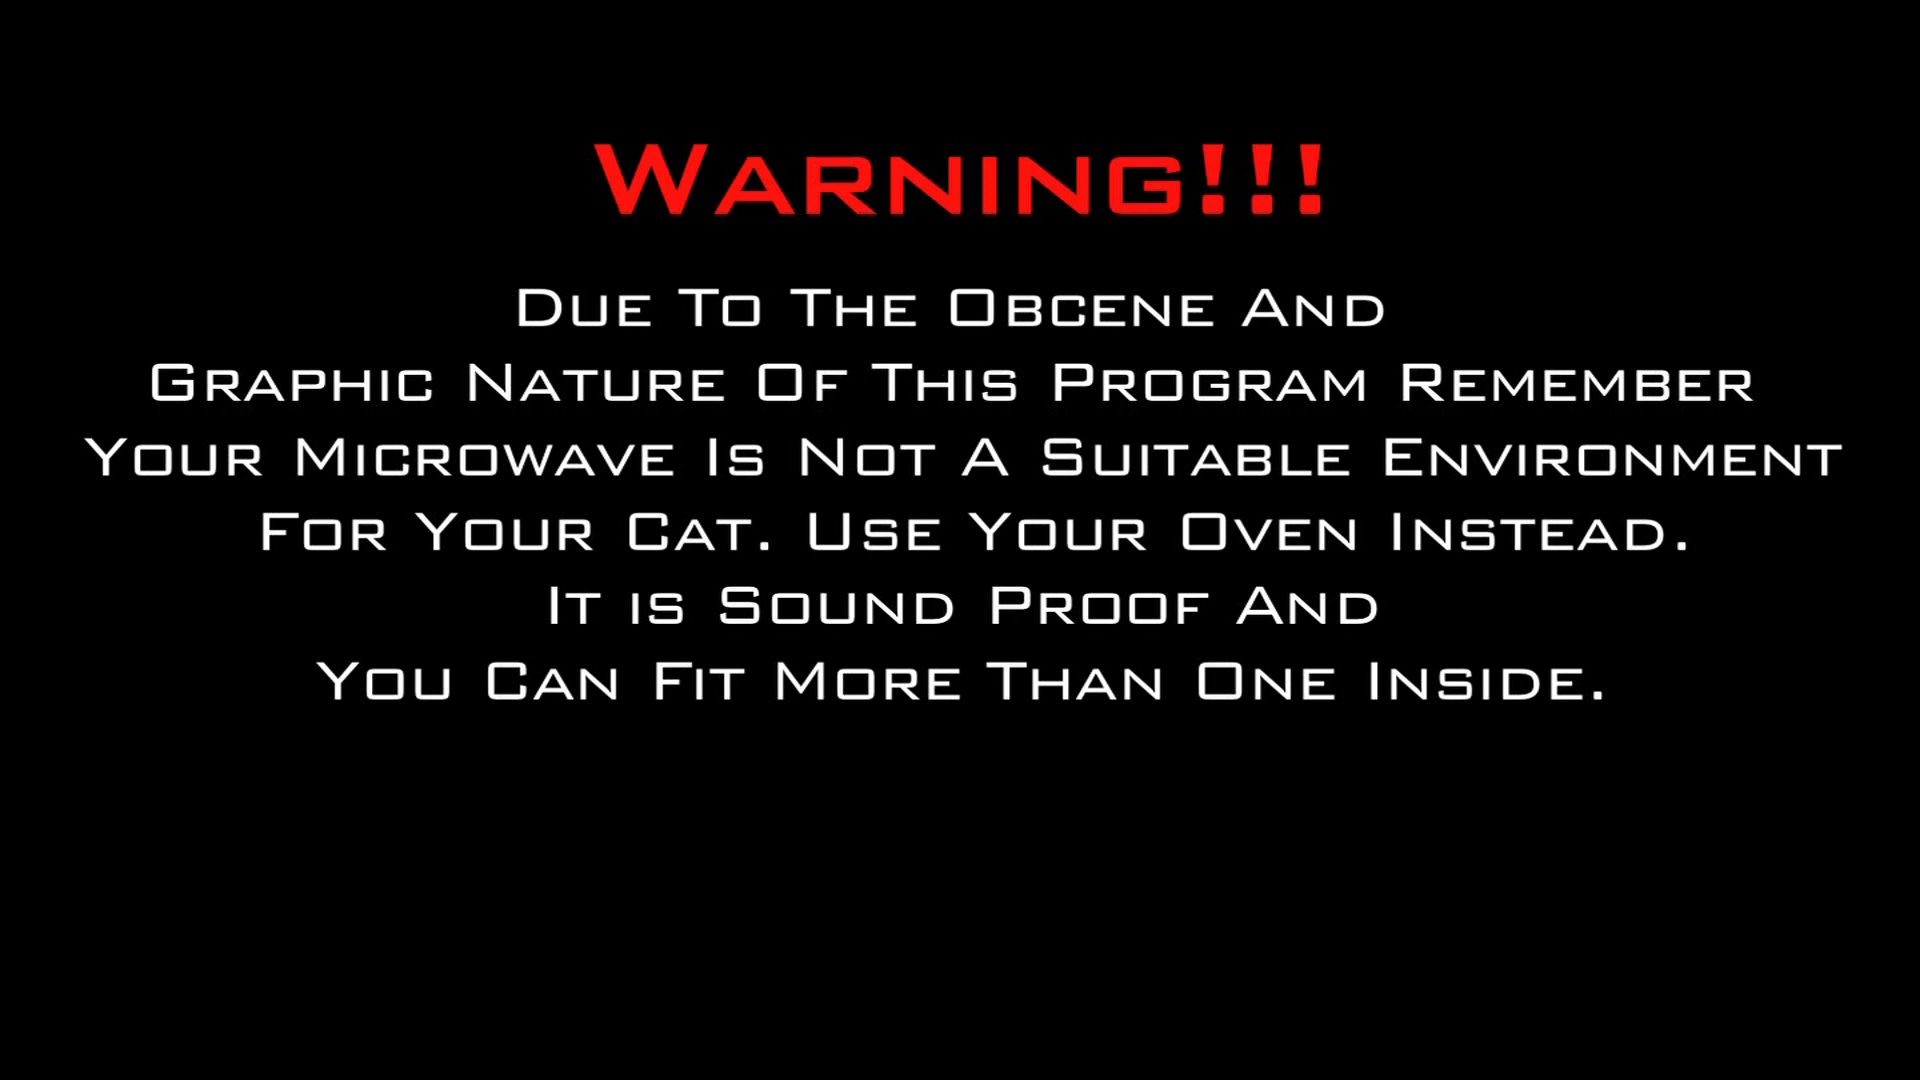 Warning!!!
Due To The Obcene And
Graphic Nature Of This Program Remember
Your Microwave Is Not A Suitable Environment
For Your Cat. Use Your Oven Instead.
It is Sound Proof And
You Can Fit More Than One Inside.